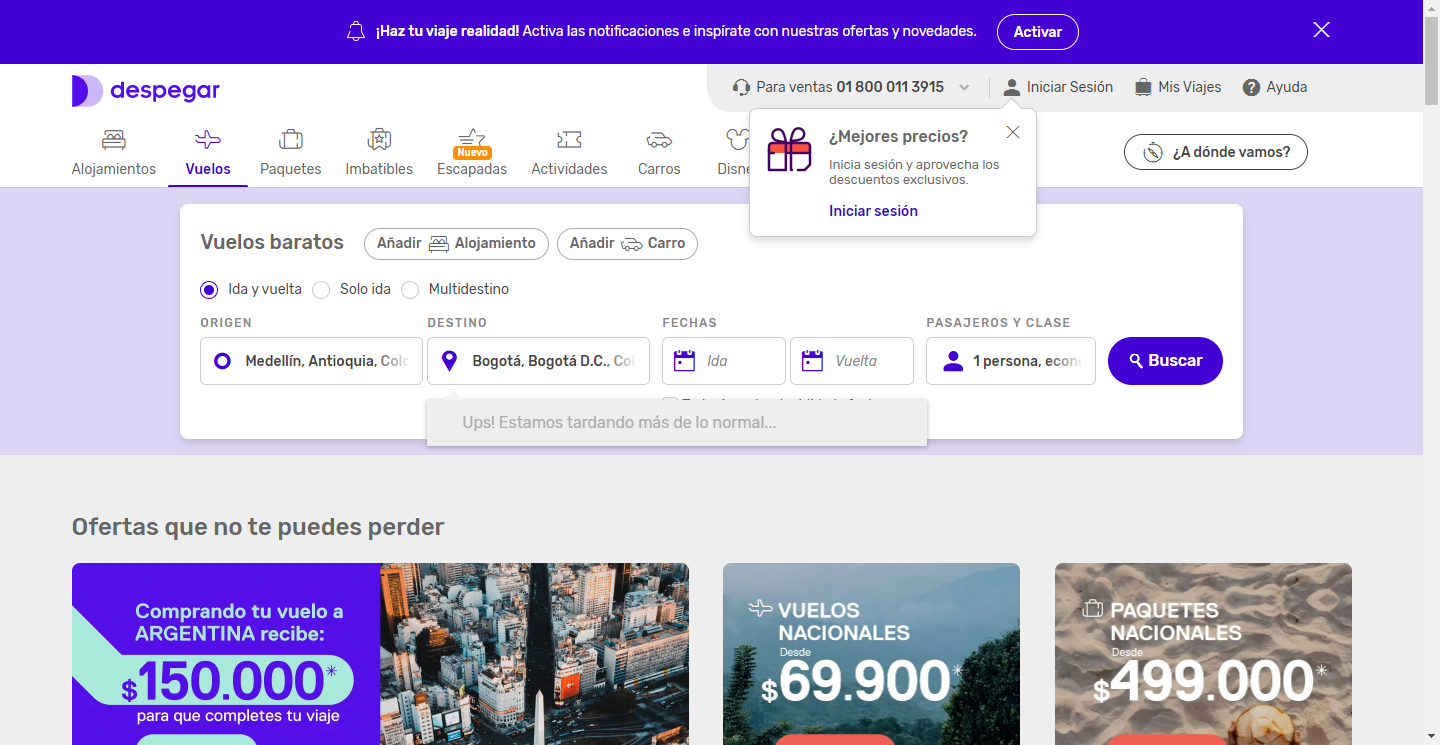 ¡Haz tu viaje realidad! Activa las notificaciones e inspírate con nuestras ofertas y novedades.
Activar
despegar
Para ventas 01 800 011 3915
Iniciar Sesión
Mis Viajes
Ayuda
Alojamientos
Vuelos
Paquetes
Imbatibles
Nuevo
Escapadas
Actividades
Carros
¿A dónde vamos?
¿Mejores precios?
Inicia sesión y aprovecha los
descuentos exclusivos.
Iniciar sesión
Vuelos baratos
Añadir Alojamiento
Añadir Carro
Ida y vuelta
Solo ida
Multidestino
ORIGEN
DESTINO
FECHAS
PASAJEROS Y CLASE
Medellín, Antioquia, Colo
Bogotá, Bogotá D.C., Col
Ida
Vuelta
1 persona, econ
Buscar
Ups! Estamos tardando más de lo normal...
Ofertas que no te puedes perder
Comprando tu vuelo a
ARGENTINA recibe:
$150.000*
para que completes tu viaje
VUELOS
NACIONALES
Desde
$69.900*
PAQUETES
NACIONALES
Desde
$499.000*